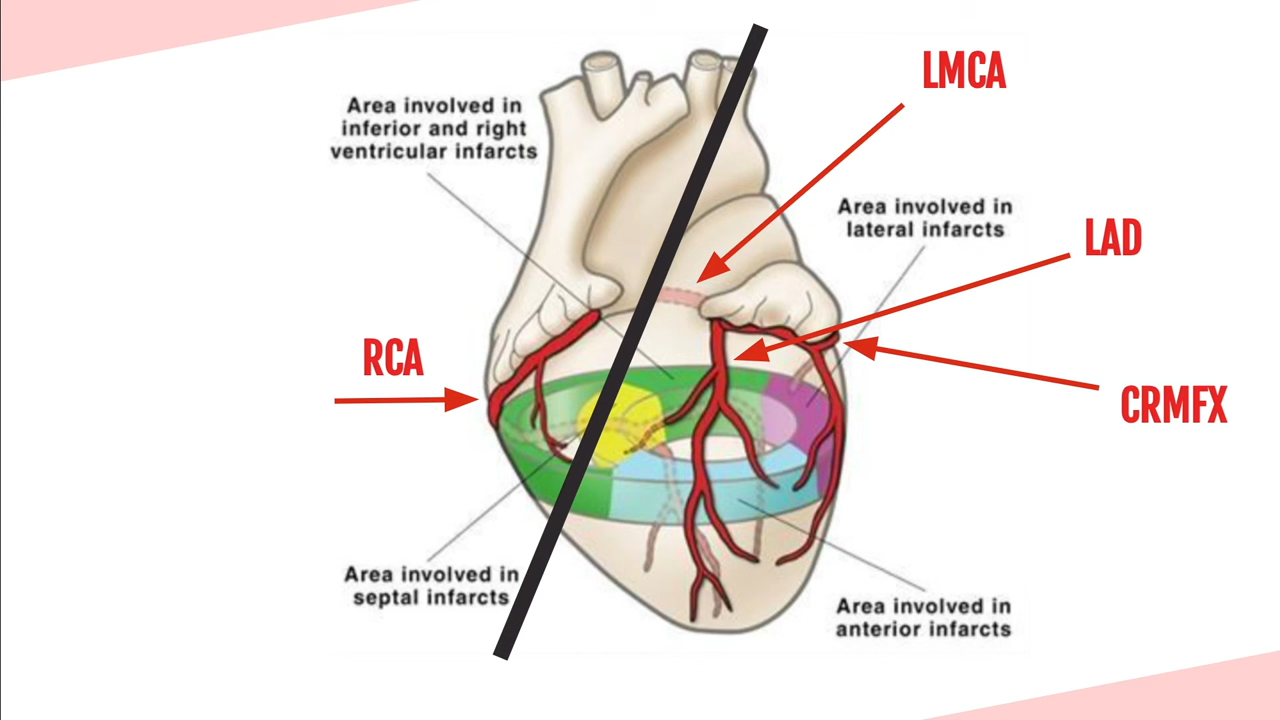 LMCA
Area involved in
inferior and right
ventricular infarcts
Area involved in
lateral infarcts
LAD
RCA
CRMFX
Area involved in
septal infarcts
Area involved in
anterior infarcts